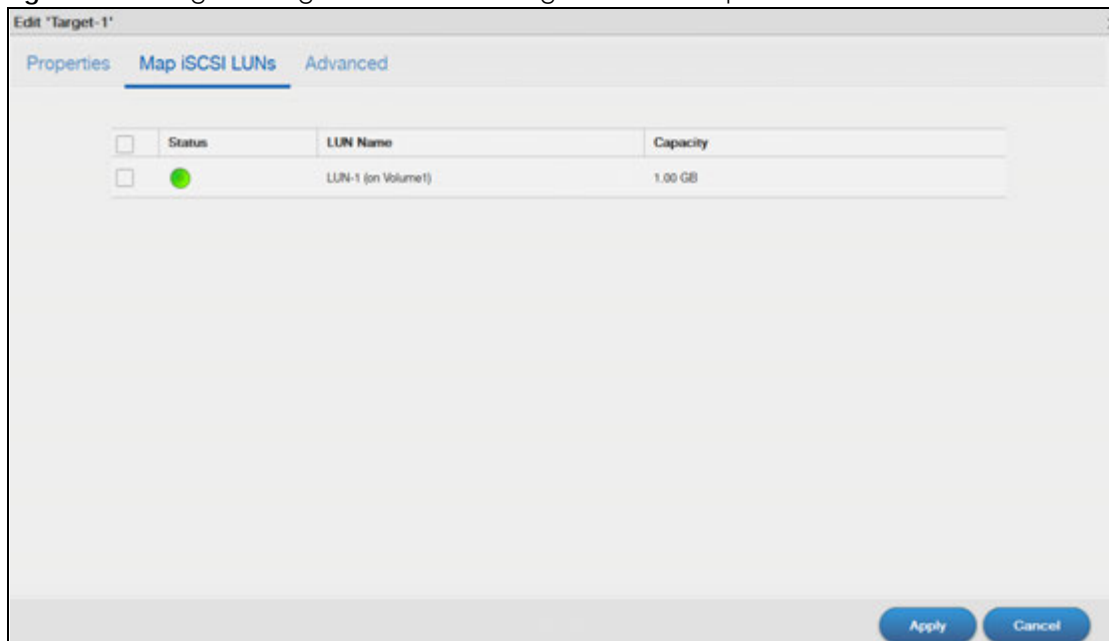 Edit 'Target-1'
Properties Map iSCSI LUNs Advanced
Status LUN Name Capacity
LUN-1 (on Volume1) 1.00 GB
Apply Cancel